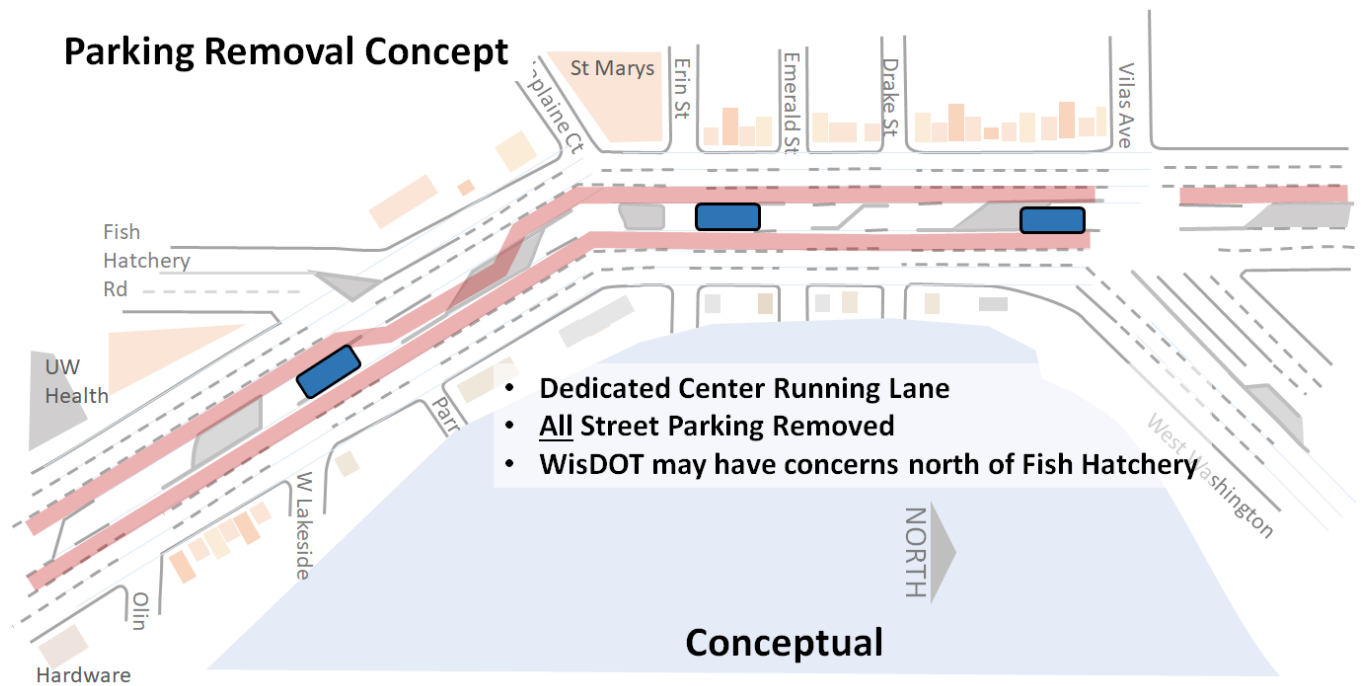 Parking Removal Concept
St Marys
Erin St
Emerald St
Drake St
Vilas Ave
Fish
Hatchery
Rd
UW
Health
• Dedicated Center Running Lane
• All Street Parking Removed
• WisDOT may have concerns north of Fish Hatchery
West Washington
W Lakeside
NORTH
Olin
Conceptual
Hardware